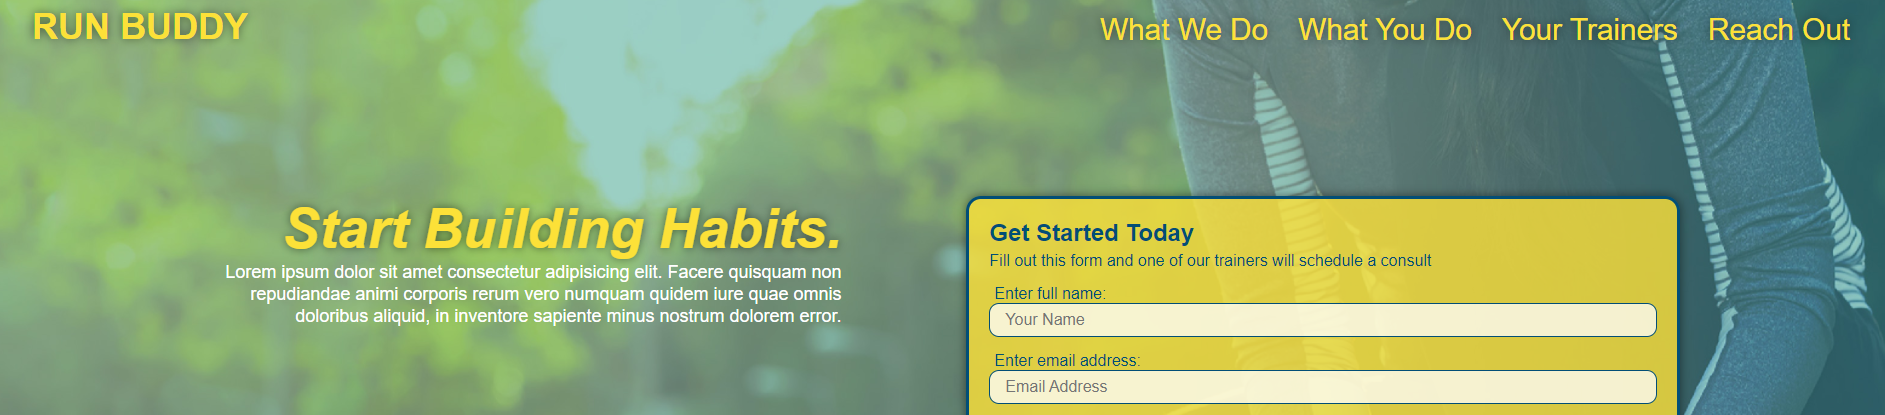 RUN BUDDY
What We Do
What You Do
Your Trainers
Reach Out
Start Building Habits.
Lorem ipsum dolor sit amet consectetur adipisicing elit. Facere quisquam non
repudiandae animi corporis rerum vero numquam quidem iure quae omnis
doloribus aliquid, in inventore sapiente minus nostrum dolorem error.
Get Started Today
Fill out this form and one of our trainers will schedule a consult
Enter full name:
Your Name
Enter email address:
Email Address